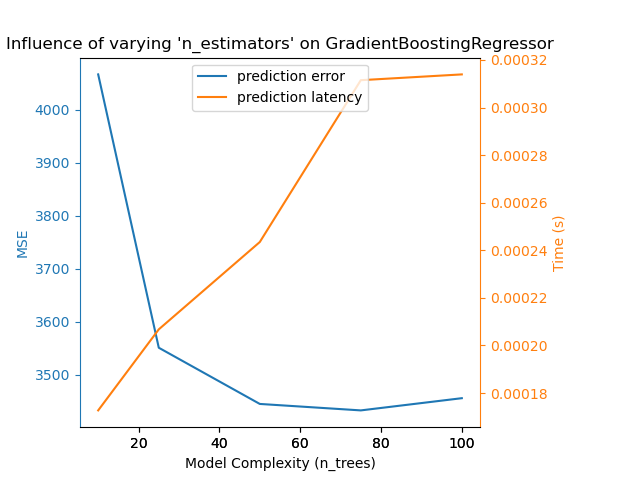 Influence of varying 'n_estimators' on GradientBoostingRegressor
prediction error
prediction latency
MSE
4000
3900
3800
3700
3600
3500
Time (s)
0.00032
0.00030
0.00028
0.00026
0.00024
0.00022
0.00020
0.00018
20 40 60 80 100
Model Complexity (n_trees)